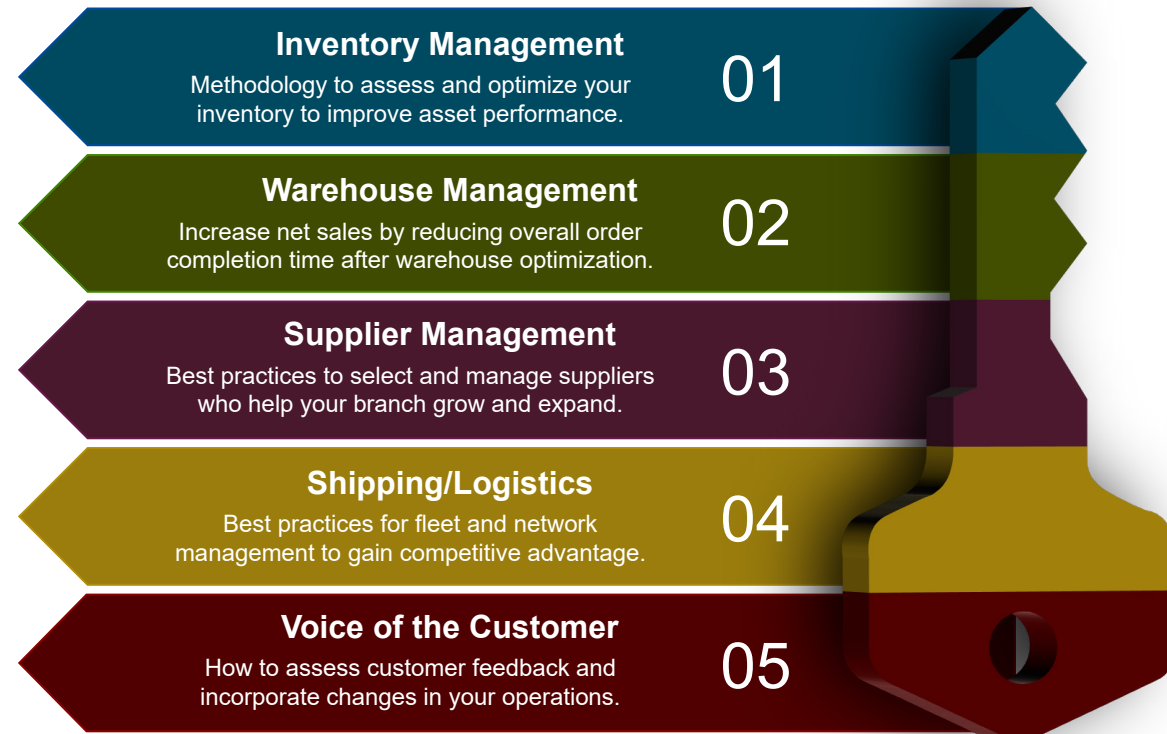 Inventory Management
Methodology to assess and optimize your
inventory to improve asset performance.
01
Warehouse Management
Increase net sales by reducing overall order
completion time after warehouse optimization.
02
Supplier Management
Best practices to select and manage suppliers
who help your branch grow and expand.
03
Shipping/Logistics
Best practices for fleet and network
management to gain competitive advantage.
04
Voice of the Customer
How to assess customer feedback and
incorporate changes in your operations.
05